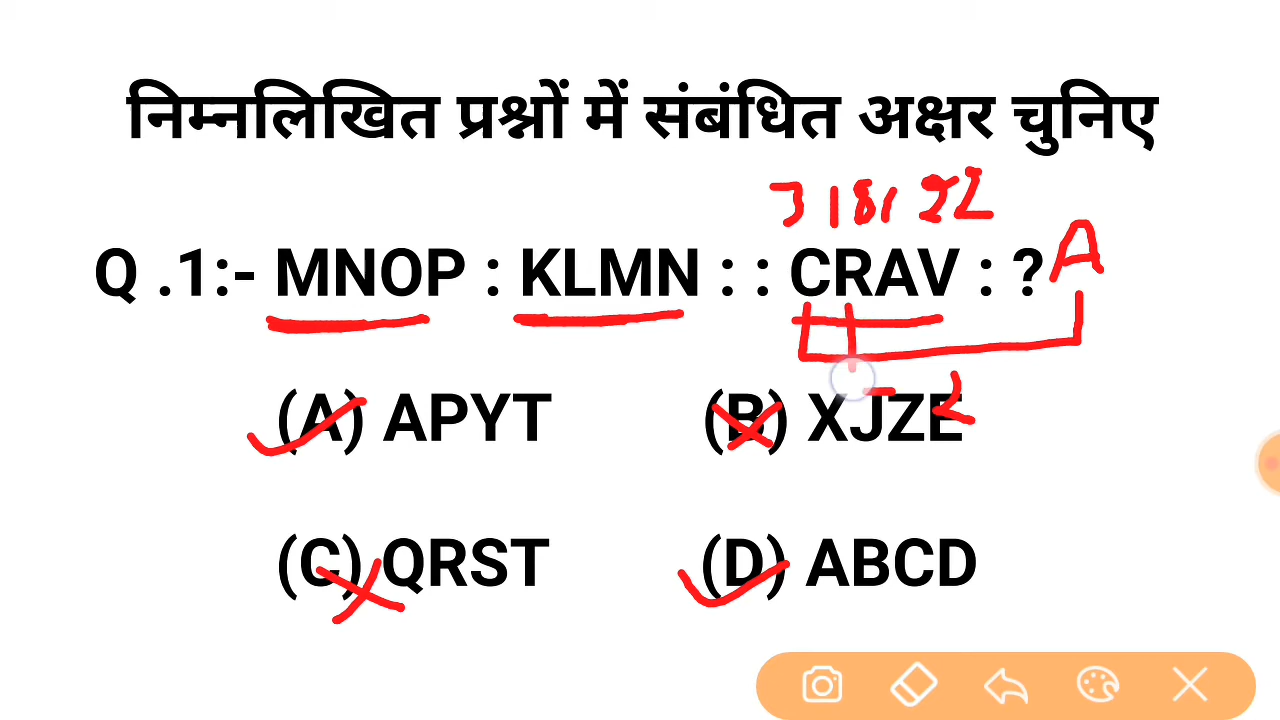 निम्नलिखित प्रश्नों में संबंधित अक्षर चुनिए
3 18 1 22
Q .1:- MNOP : KLMN : : CRAV : ? A
(A) APYT (B) XJZE
(C) QRST (D) ABCD